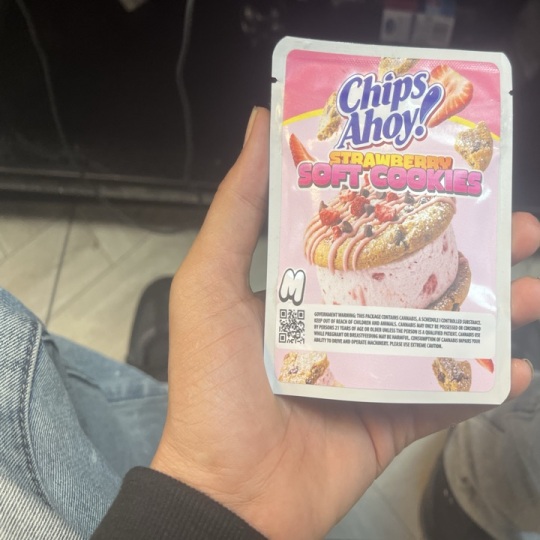 Chips
Ahoy!
STRAWBERRY
SOFT COOKIES
M
GOVERNMENT WARNING: THIS PACKAGE CONTAINS CANNABIS, A SCHEDULE I CONTROLLED SUBSTANCE.
KEEP OUT OF REACH OF CHILDREN AND ANIMALS. CANNABIS MAY ONLY BE POSSESSED OR CONSUMED
BY PERSONS 21 YEARS OF AGE OR OLDER UNLESS THE PERSON IS A QUALIFIED PATIENT. CANNABIS USE
WHILE PREGNANT OR BREASTFEEDING MAY BE HARMFUL. CONSUMPTION OF CANNABIS IMPAIRS YOUR
ABILITY TO DRIVE AND OPERATE MACHINERY. PLEASE USE EXTREME CAUTION.